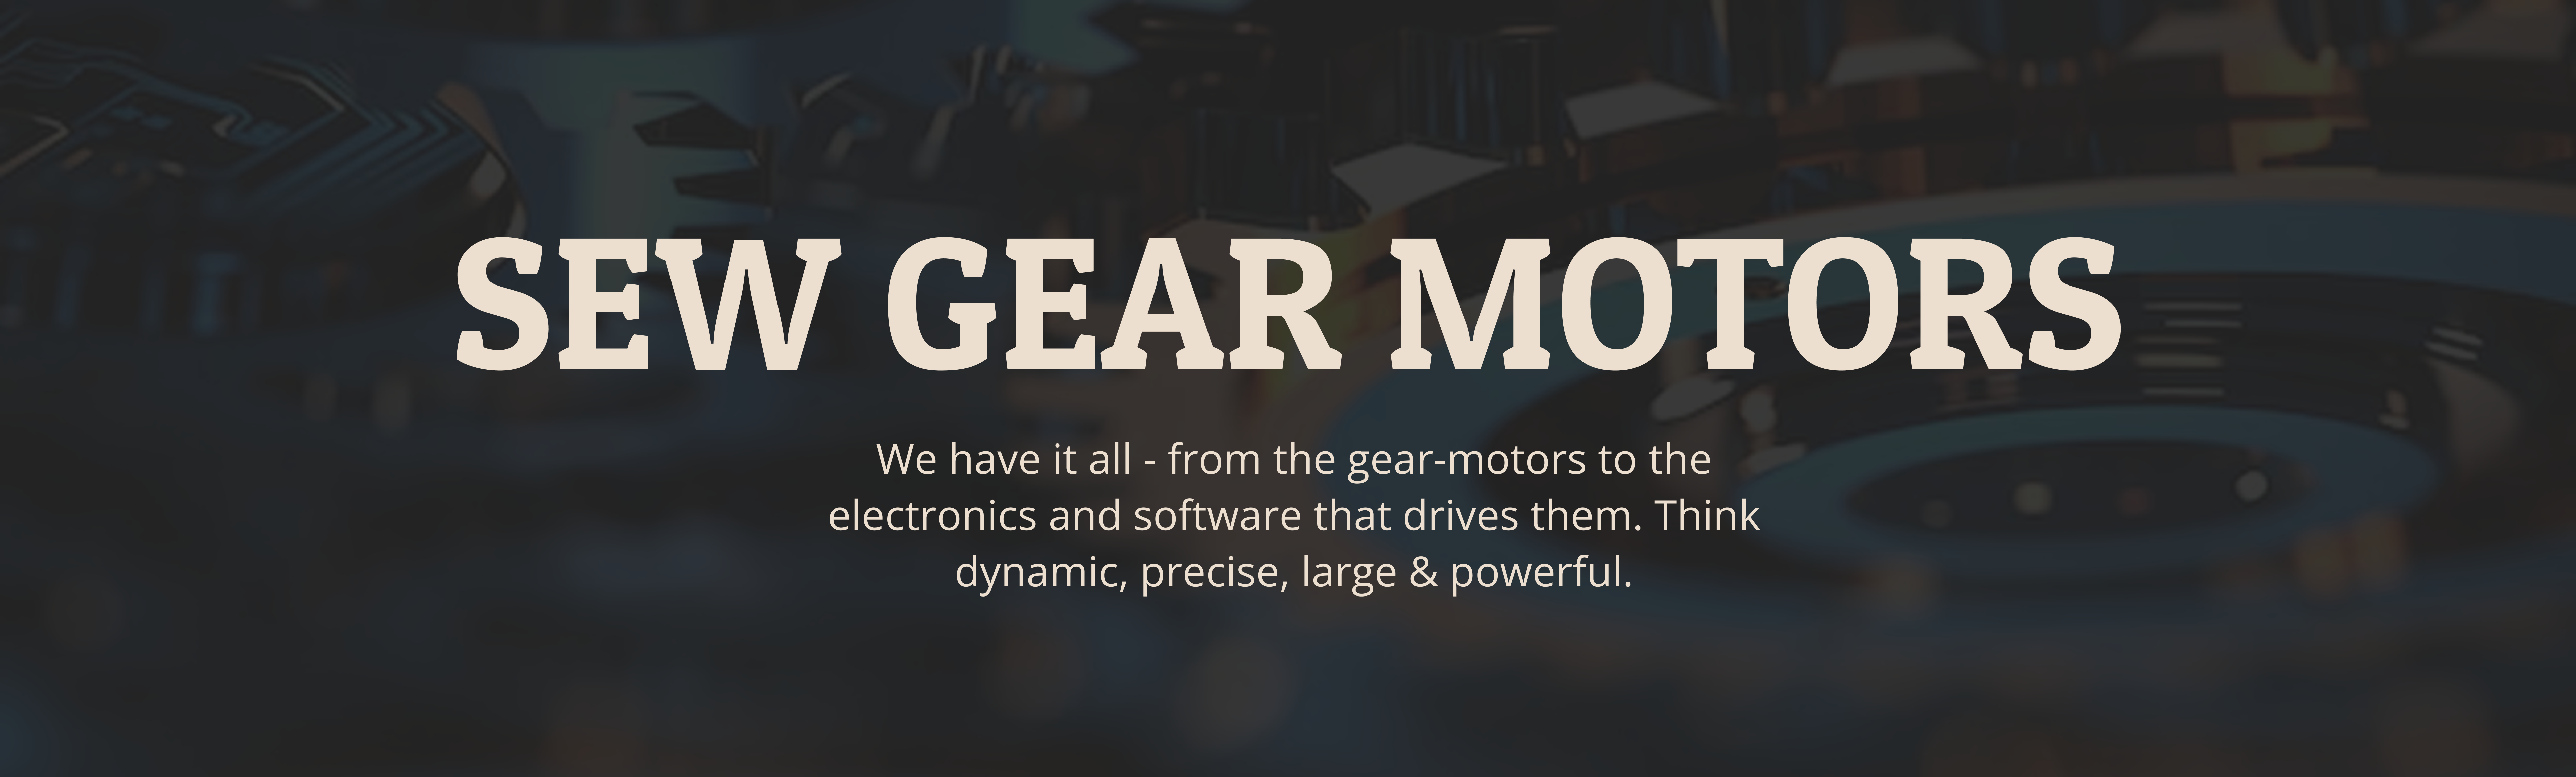 SEW GEAR MOTORS
We have it all - from the gear-motors to the
electronics and software that drives them. Think
dynamic, precise, large & powerful.